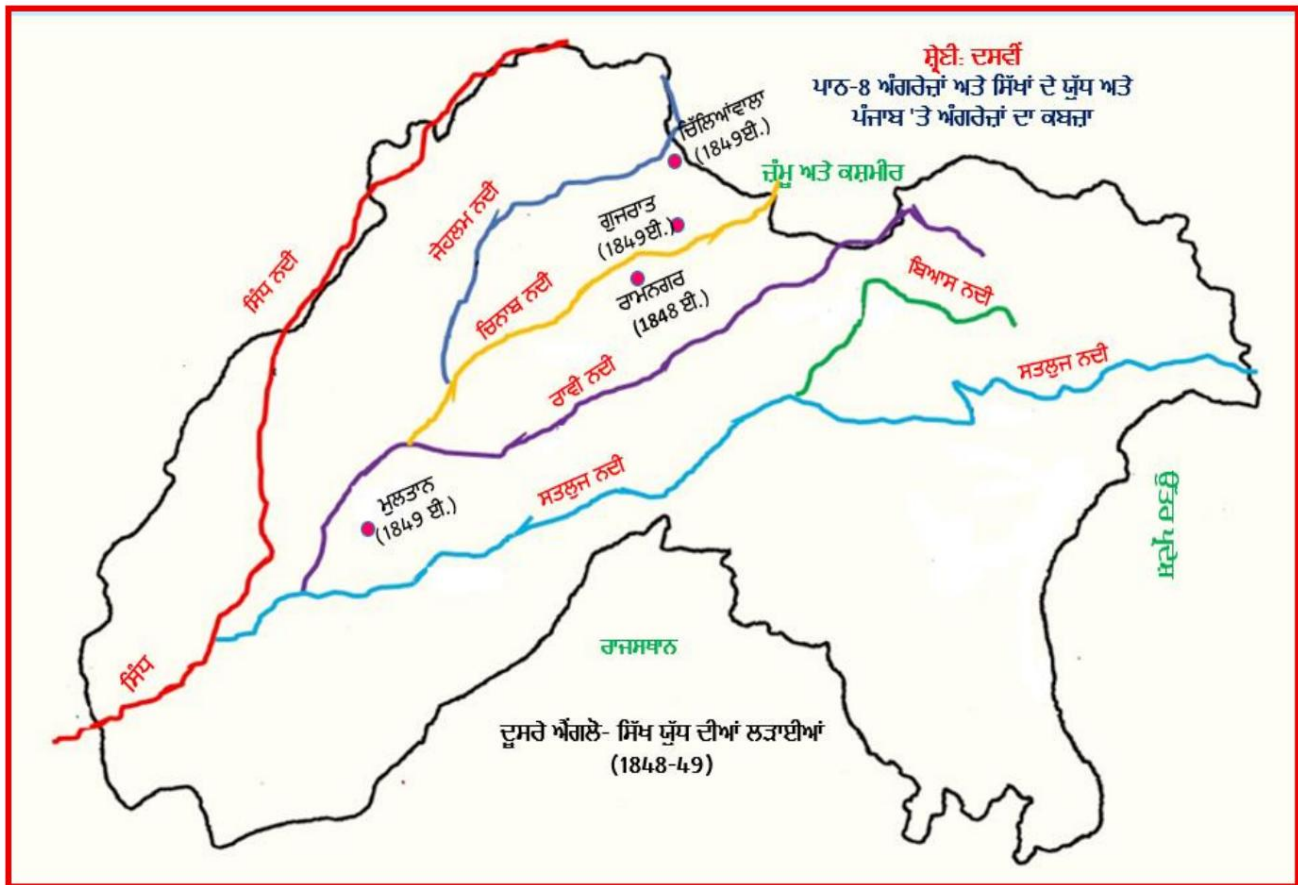 ਸ਼੍ਰੇਣੀ: ਦਸਵੀਂ
ਪਾਠ-8 ਅੰਗਰੇਜ਼ਾਂ ਅਤੇ ਸਿੱਖਾਂ ਦੇ ਯੁੱਧ ਅਤੇ
ਪੰਜਾਬ 'ਤੇ ਅੰਗਰੇਜ਼ਾਂ ਦਾ ਕਬਜ਼ਾ
ਚਿੱਲਿਆਂਵਾਲਾ
(1849ਈ.)
ਜੰਮੂ ਅਤੇ ਕਸ਼ਮੀਰ
ਜੇਹਲਮ ਨਦੀ
ਗੁਜਰਾਤ
(1849ਈ.)
ਸਿੰਧ ਨਦੀ
ਚਿਨਾਬ ਨਦੀ
ਰਾਮਨਗਰ
(1848 ਈ.)
ਬਿਆਸ ਨਦੀ
ਰਾਵੀ ਨਦੀ
ਸਤਲੁਜ ਨਦੀ
ਸਤਲੁਜ ਨਦੀ
ਮੁਲਤਾਨ
(1849 ਈ.)
ਉੱਤਰ ਪ੍ਰਦੇਸ਼
ਰਾਜਸਥਾਨ
ਸਿੰਧ
ਦੂਸਰੇ ਐਂਗਲੋ- ਸਿੱਖ ਯੁੱਧ ਦੀਆਂ ਲੜਾਈਆਂ
(1848-49)